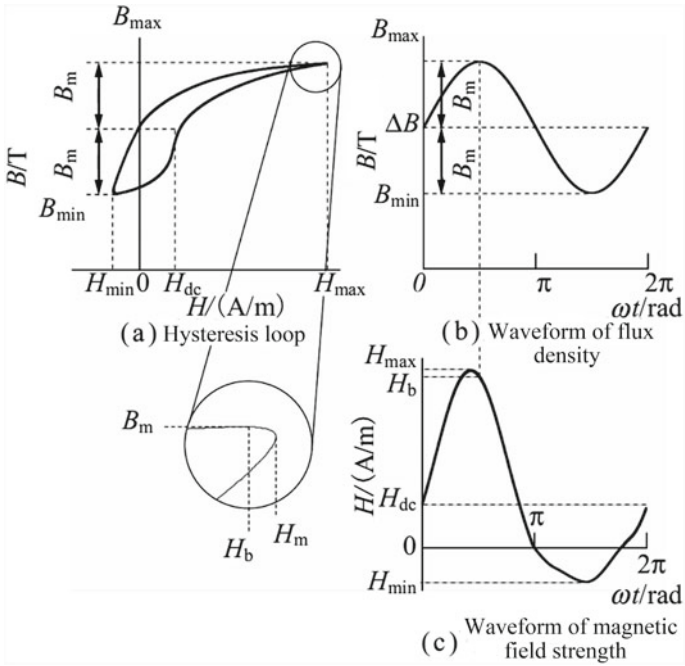 B_max
B_m
B/T
B_m
B_min
H_min 0 H_dc H_max
H/(A/m)
(a) Hysteresis loop
B_max
B_m
ΔB
B/T
B_m
B_min
0 π 2π
ωt/rad
(b) Waveform of flux
density
B_m
H_b H_m
H_max
H_b
H/(A/m)
H_dc
π
0
2π
H_min
ωt/rad
(c) Waveform of magnetic
field strength